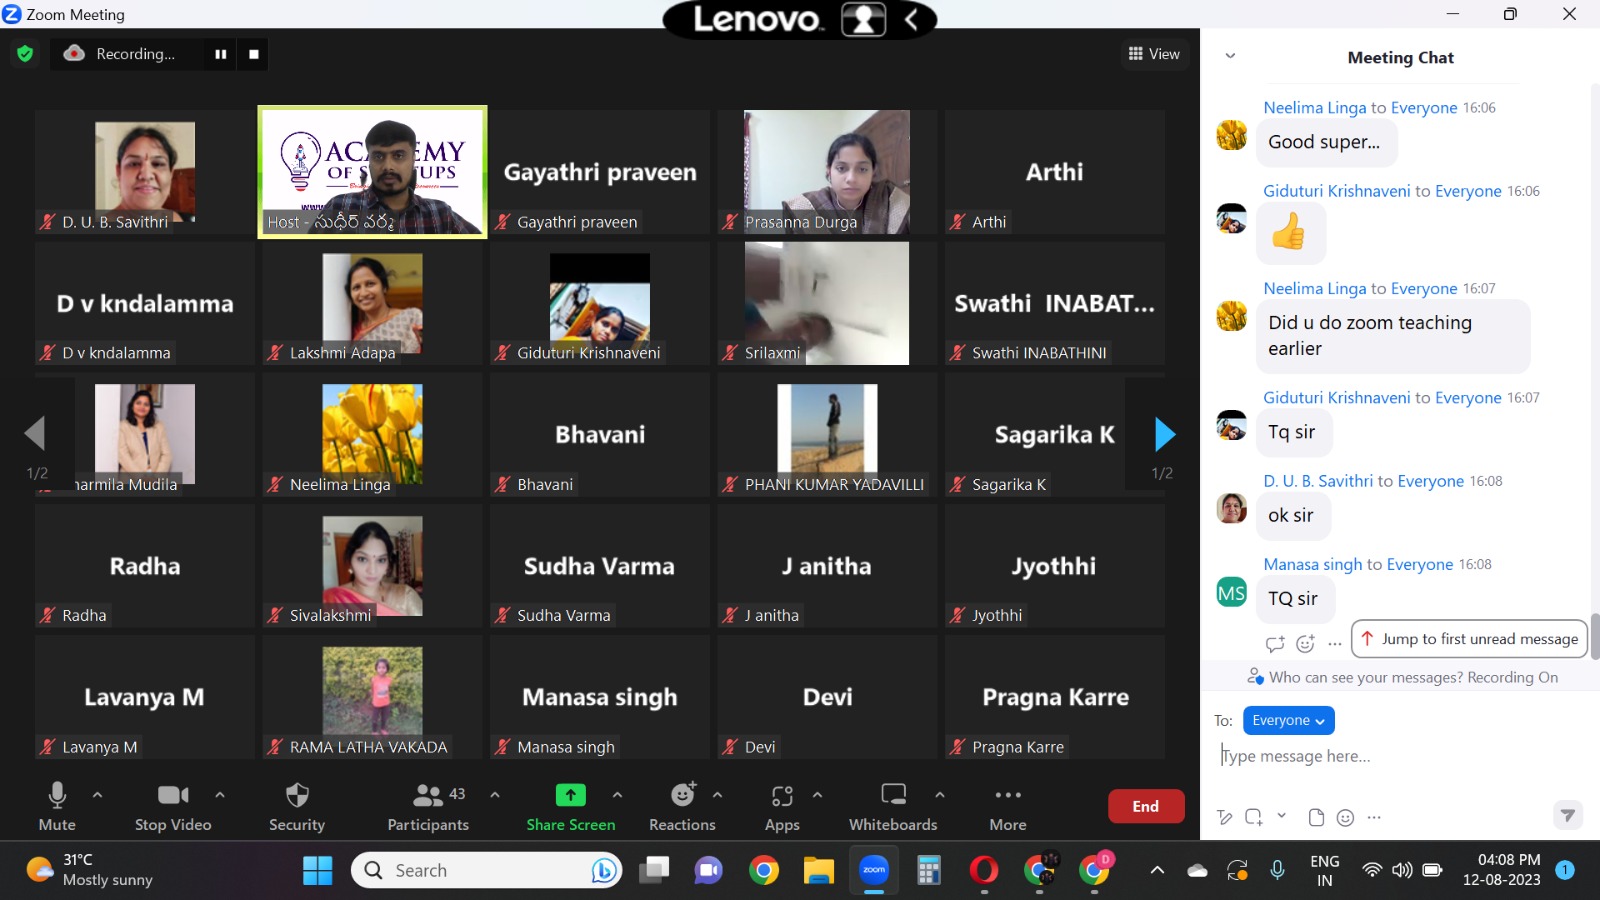 Zoom Meeting
Lenovo
Recording...
View
ACADEMY
OF
UPS
D. U. B. Savithri
Host - సుధీర్ వర్మ
Gayathri praveen
Gayathri praveen
Prasanna Durga
Arthi
Arthi
D v kndalamma
D v kndalamma
Lakshmi Adapa
Giduturi Krishnaveni
Srilaxmi
Swathi INABAT...
Swathi INABATHINI
1/2
harmila Mudila
Neelima Linga
Bhavani
Bhavani
PHANI KUMAR YADAVILLI
Sagarika K
Sagarika K
1/2
Radha
Radha
Sivalakshmi
Sudha Varma
Sudha Varma
J anitha
J anitha
Jyothhi
Jyothhi
Lavanya M
Lavanya M
RAMA LATHA VAKADA
Manasa singh
Manasa singh
Devi
Devi
Pragna Karre
Pragna Karre
Mute
Stop Video
Security
43
Participants
Share Screen
Reactions
Apps
Whiteboards
More
End
Meeting Chat
Neelima Linga to Everyone 16:06
Good super...
Giduturi Krishnaveni to Everyone 16:06
Neelima Linga to Everyone 16:07
Did u do zoom teaching
earlier
Giduturi Krishnaveni to Everyone 16:07
Tq sir
D. U. B. Savithri to Everyone 16:08
ok sir
Manasa singh to Everyone 16:08
MS
TQ sir
Jump to first unread message
Who can see your messages? Recording On
To: Everyone
Type message here...
31°C
Mostly sunny
Search
zoom
D
ENG
IN
04:08 PM
12-08-2023
1